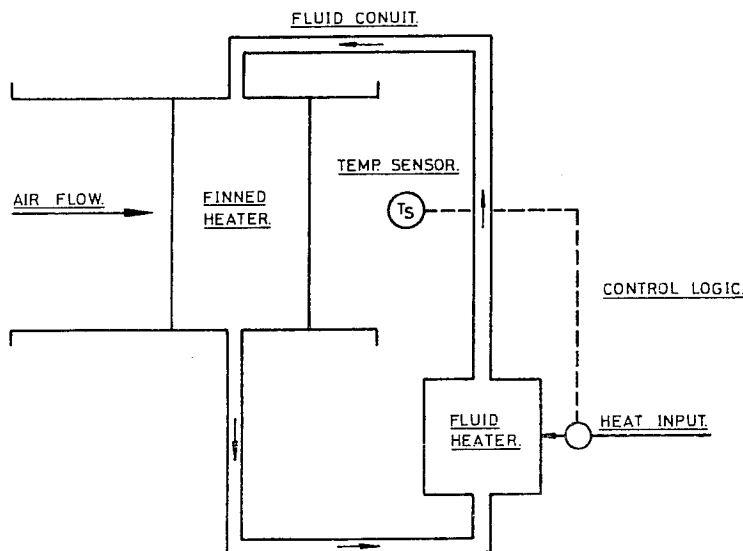 FLUID CONUIT.
TEMP. SENSOR.
AIR FLOW.
FINNED
HEATER.
TS
CONTROL LOGIC.
FLUID
HEATER.
HEAT INPUT.